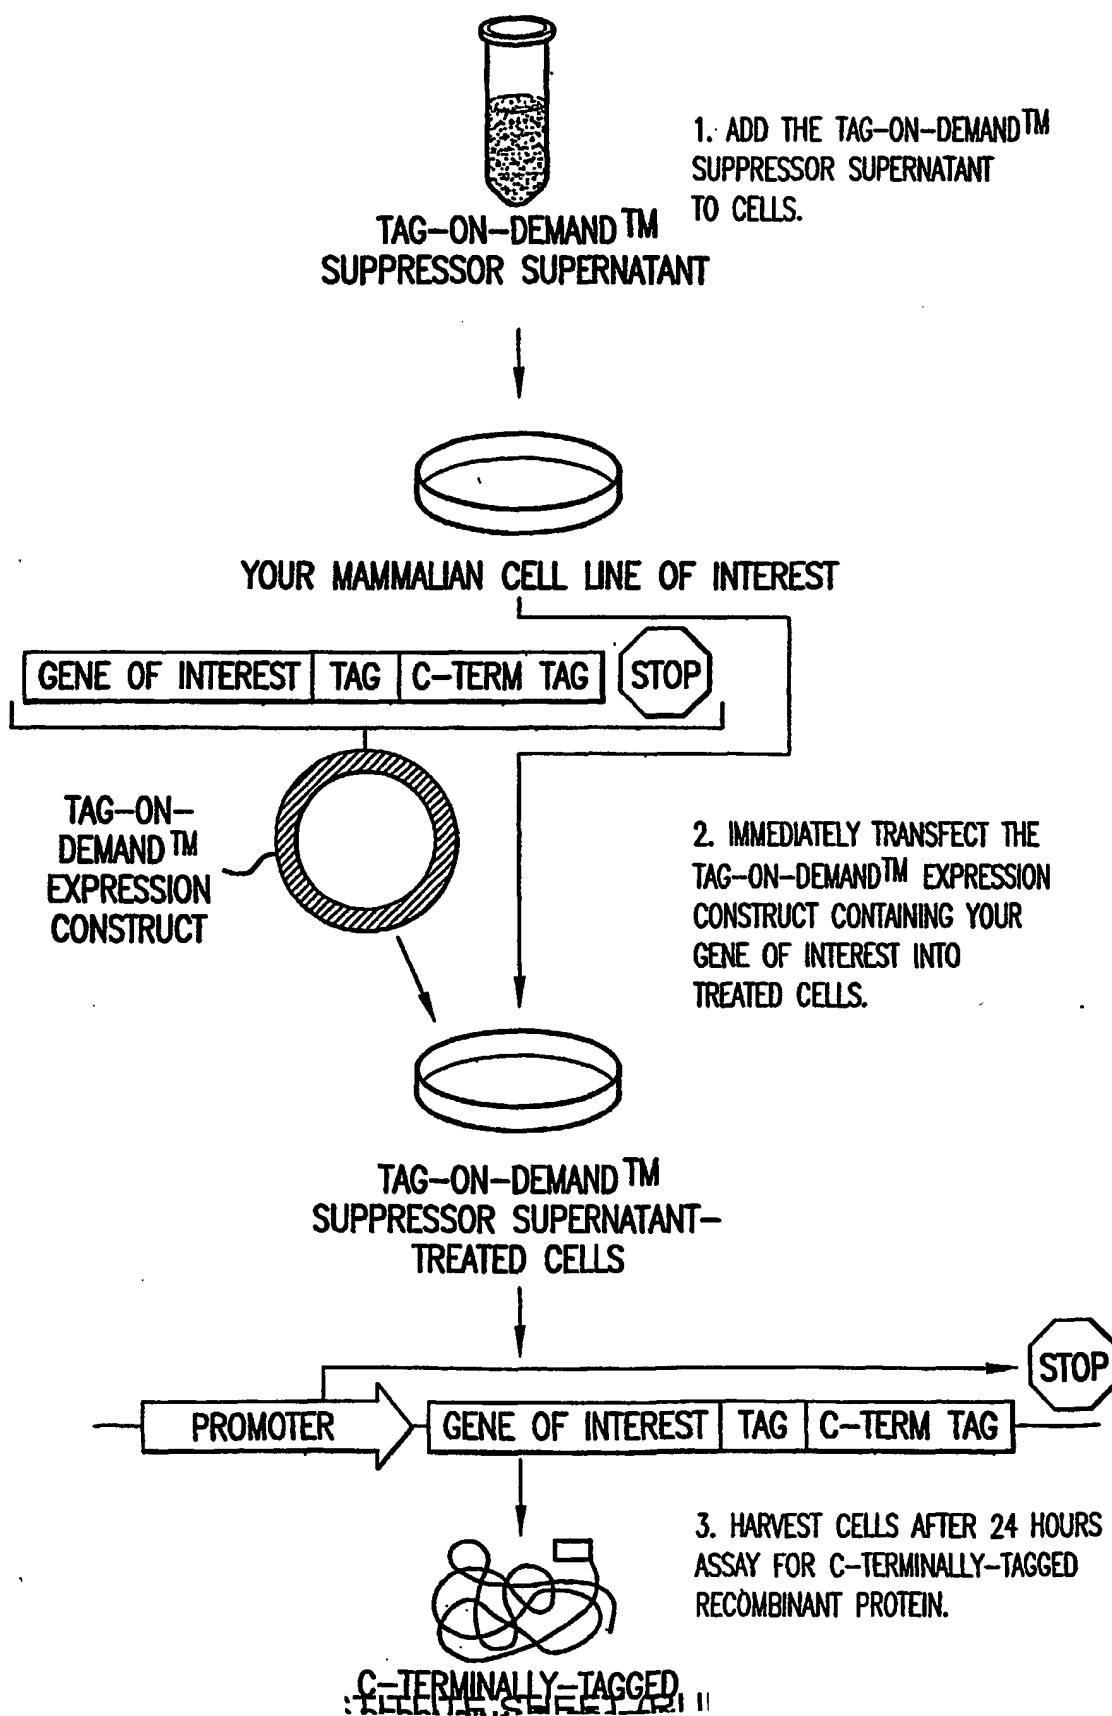 1. ADD THE TAG-ON-DEMAND™
SUPPRESSOR SUPERNATANT
TO CELLS.
TAG-ON-DEMAND™
SUPPRESSOR SUPERNATANT
YOUR MAMMALIAN CELL LINE OF INTEREST
GENE OF INTEREST TAG C-TERM TAG STOP
TAG-ON-
DEMAND™
EXPRESSION
CONSTRUCT
2. IMMEDIATELY TRANSFECT THE
TAG-ON-DEMAND™ EXPRESSION
CONSTRUCT CONTAINING YOUR
GENE OF INTEREST INTO
TREATED CELLS.
TAG-ON-DEMAND™
SUPPRESSOR SUPERNATANT-
TREATED CELLS
STOP
PROMOTER GENE OF INTEREST TAG C-TERM TAG
3. HARVEST CELLS AFTER 24 HOURS
ASSAY FOR C-TERMINALLY-TAGGED
RECOMBINANT PROTEIN.
C-TERMINALLY-TAGGED